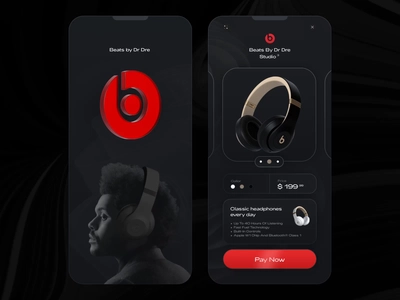 Beats by Dr Dre
Beats By Dr Dre
Studio ³
Color
Price
$ 199
Classic headphones
every day
Up To 40 Hours Of Listening
Fast Fuel Technology
Built-in Controls
Apple W1 Chip And Bluetooth Class 1
Pay Now